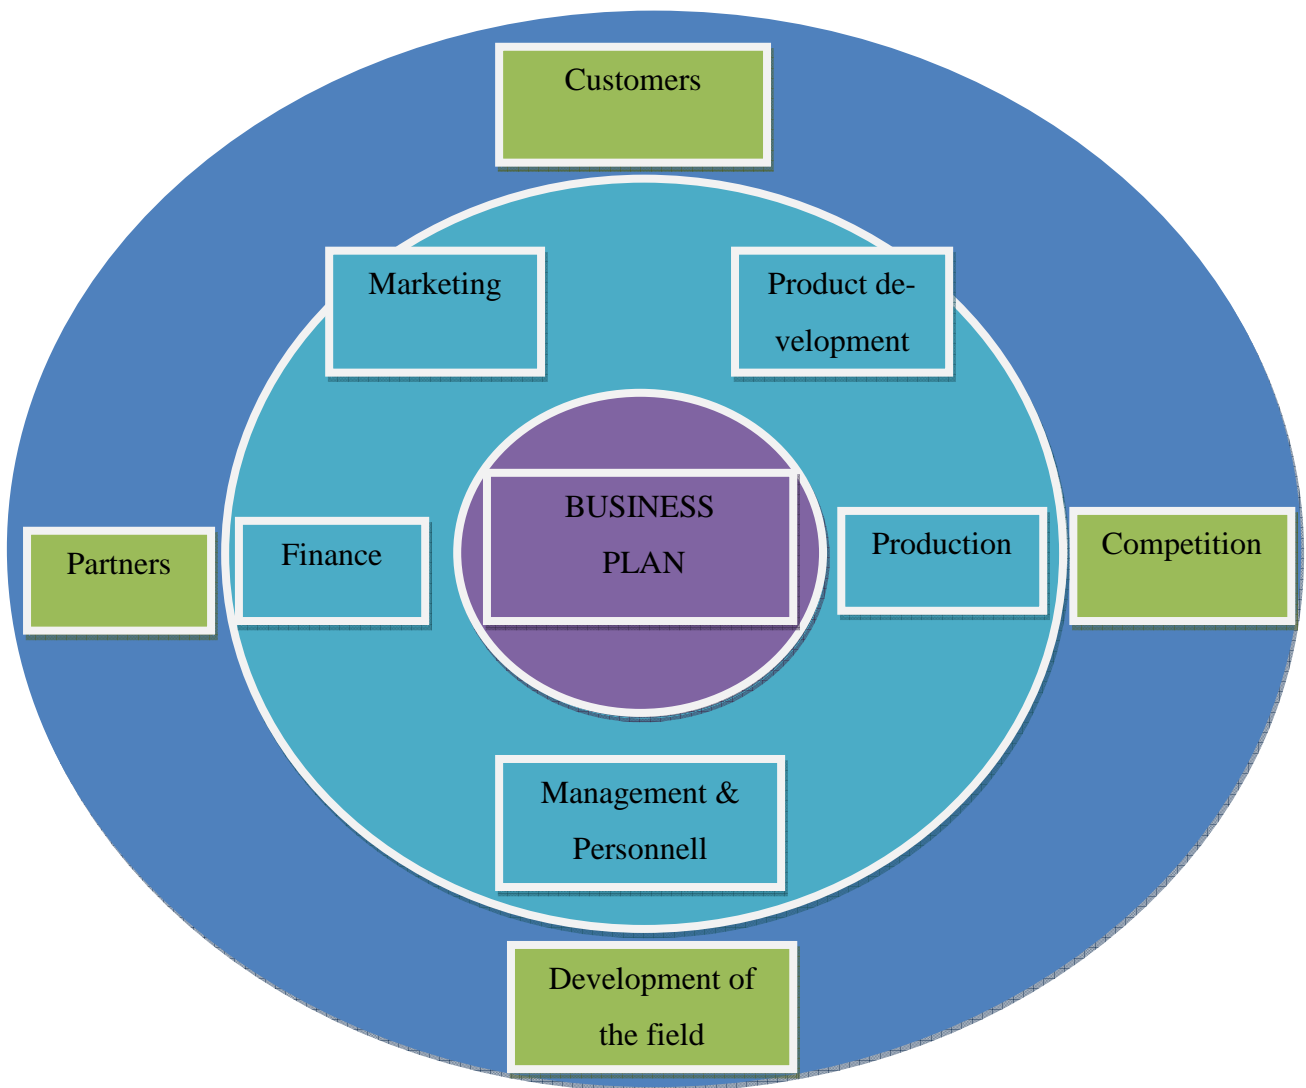 Customers
Marketing
Product de-
velopment
BUSINESS
PLAN
Partners
Finance
Production
Competition
Management &
Personnell
Development of
the field